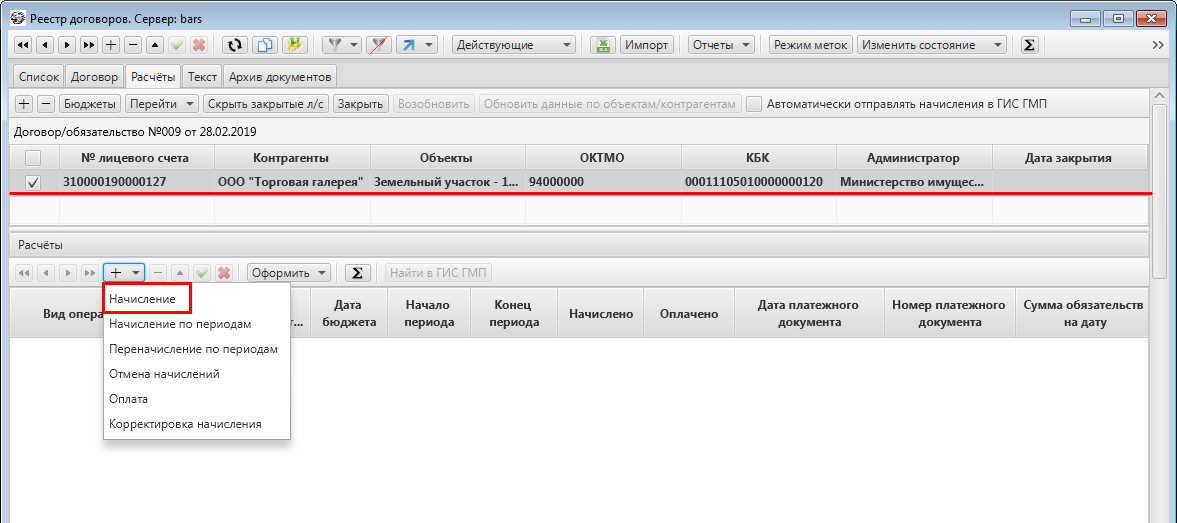 Реестр договоров. Сервер: bars
Действующие Импорт Отчеты Режим меток Изменить состояние Σ
Список Договор Расчёты Текст Архив документов
Бюджеты Перейти Скрыть закрытые л/с Закрыть Возобновить Обновить данные по объектам/контрагентам Автоматически отправлять начисления в ГИС ГМП
Договор/обязательство №009 от 28.02.2019
№ лицевого счета Контрагенты Объекты ОКТМО КБК Администратор Дата закрытия
310000190000127 ООО "Торговая галерея" Земельный участок - 1... 94000000 00011105010000000120 Министерство имущес...
Расчёты
Оформить Σ Найти в ГИС ГМП
Вид опера
т...
Дата
бюджета
Начало
периода
Конец
периода
Начислено
Оплачено
Дата платежного
документа
Номер платежного
документа
Сумма обязательств
на дату
Начисление
Начисление по периодам
Переначисление по периодам
Отмена начислений
Оплата
Корректировка начисления